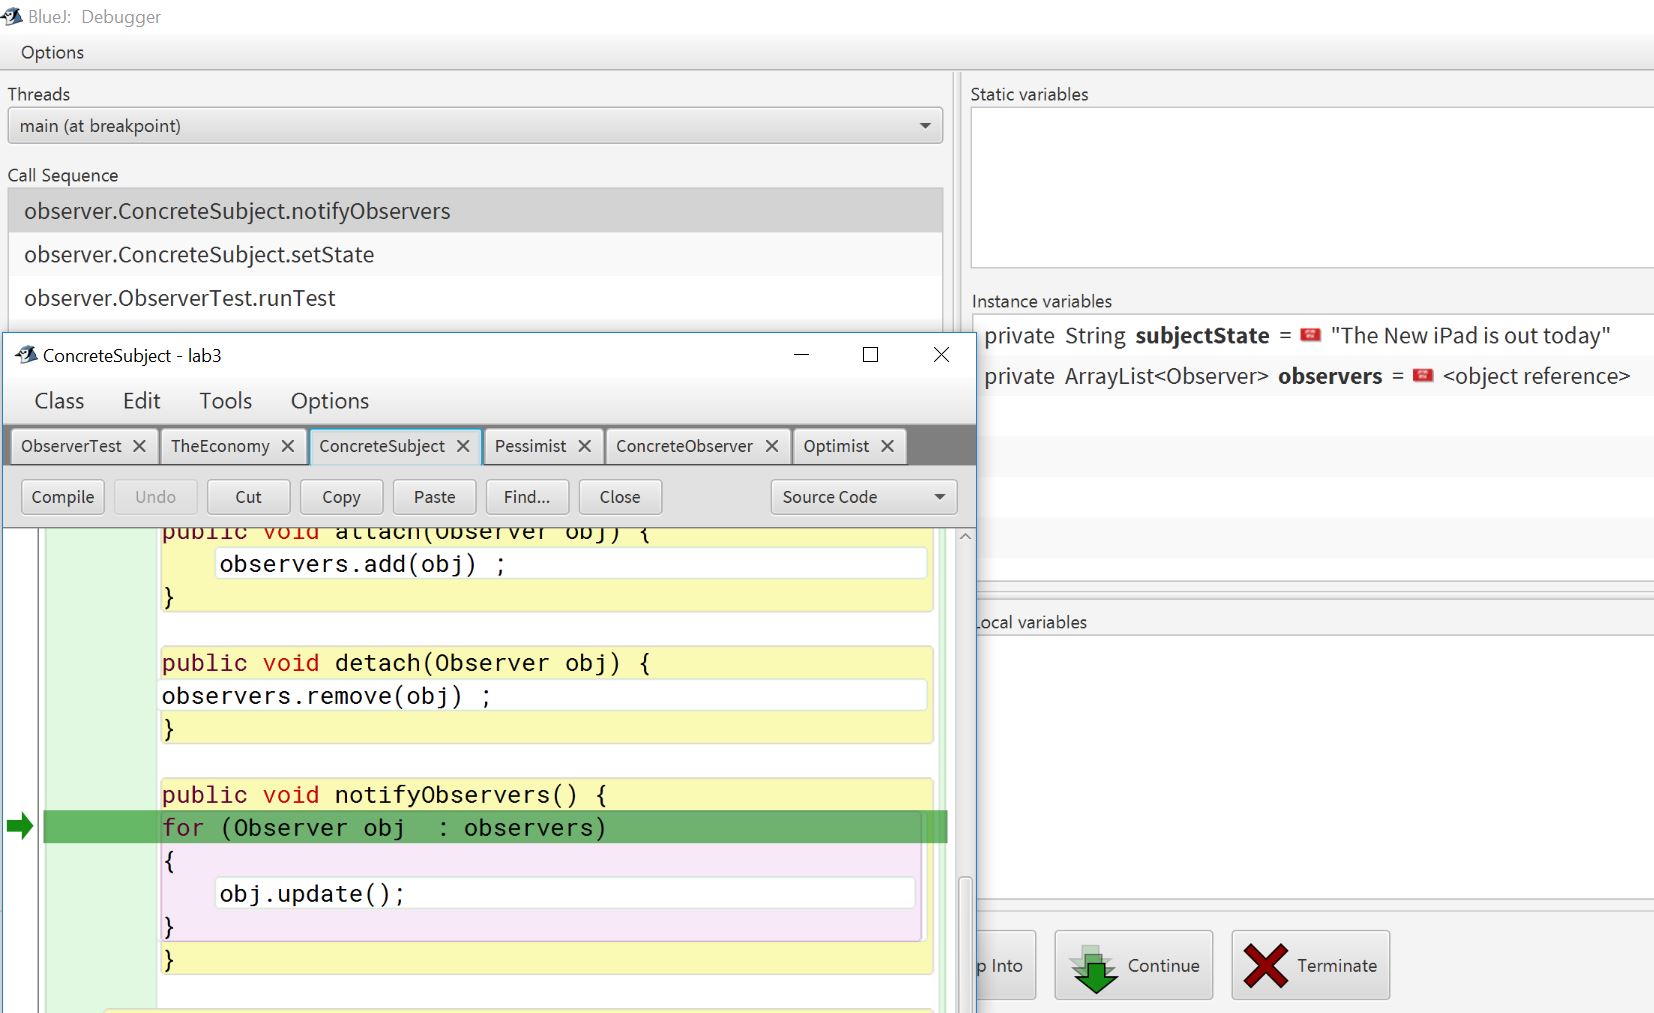 BlueJ: Debugger
Options
Threads
main (at breakpoint)
Call Sequence
observer.ConcreteSubject.notifyObservers
observer.ConcreteSubject.setState
observer.ObserverTest.runTest
Static variables
Instance variables
private String subjectState = "The New iPad is out today"
private ArrayList<Observer> observers = <object reference>
Local variables
ConcreteSubject - lab3
Class Edit Tools Options
ObserverTest TheEconomy ConcreteSubject Pessimist ConcreteObserver Optimist
Compile Undo Cut Copy Paste Find... Close Source Code
public void attach(Observer obj) {
observers.add(obj) ;
}
public void detach(Observer obj) {
observers.remove(obj) ;
}
public void notifyObservers() {
for (Observer obj  : observers)
{
obj.update();
}
}
p Into Continue Terminate